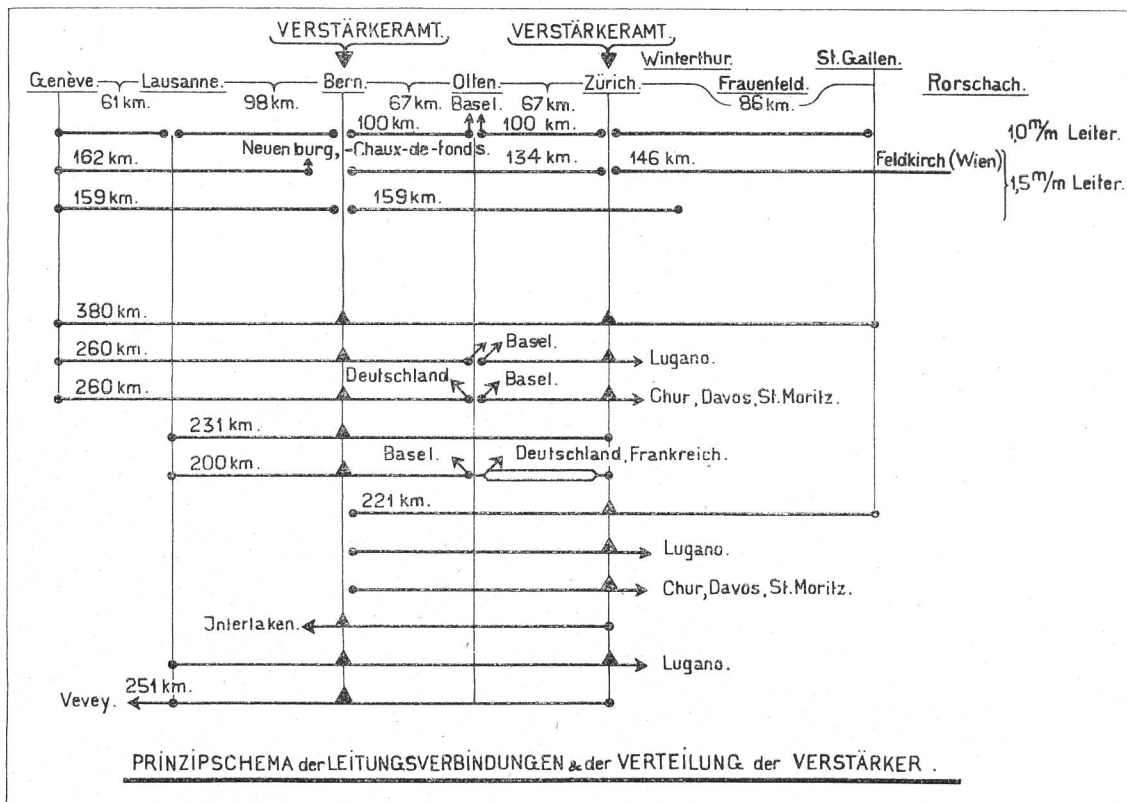 VERSTÄRKERAMT. VERSTÄRKERAMT.
Winterthur. St. Gallen.
Genève. Lausanne. Bern. Olten. Zürich. Frauenfeld. Rorschach.
61 km. 98 km. 67 km. Basel. 67 km. 86 km.
100 km. 100 km. 1,0 m/m Leiter.
Neuenburg, -Chaux-de-fonds.
162 km. 134 km. 146 km. Feldkirch (Wien)
1,5 m/m Leiter.
159 km. 159 km.
380 km.
260 km. Basel. Lugano.
260 km. Deutschland Basel. Chur, Davos, St. Moritz.
231 km.
200 km. Basel. Deutschland, Frankreich.
221 km.
Lugano.
Chur, Davos, St. Moritz.
Jnterlaken.
Lugano.
Vevey. 251 km.
PRINZIPSCHEMA der LEITUNGSVERBINDUNGEN & der VERTEILUNG der VERSTÄRKER.